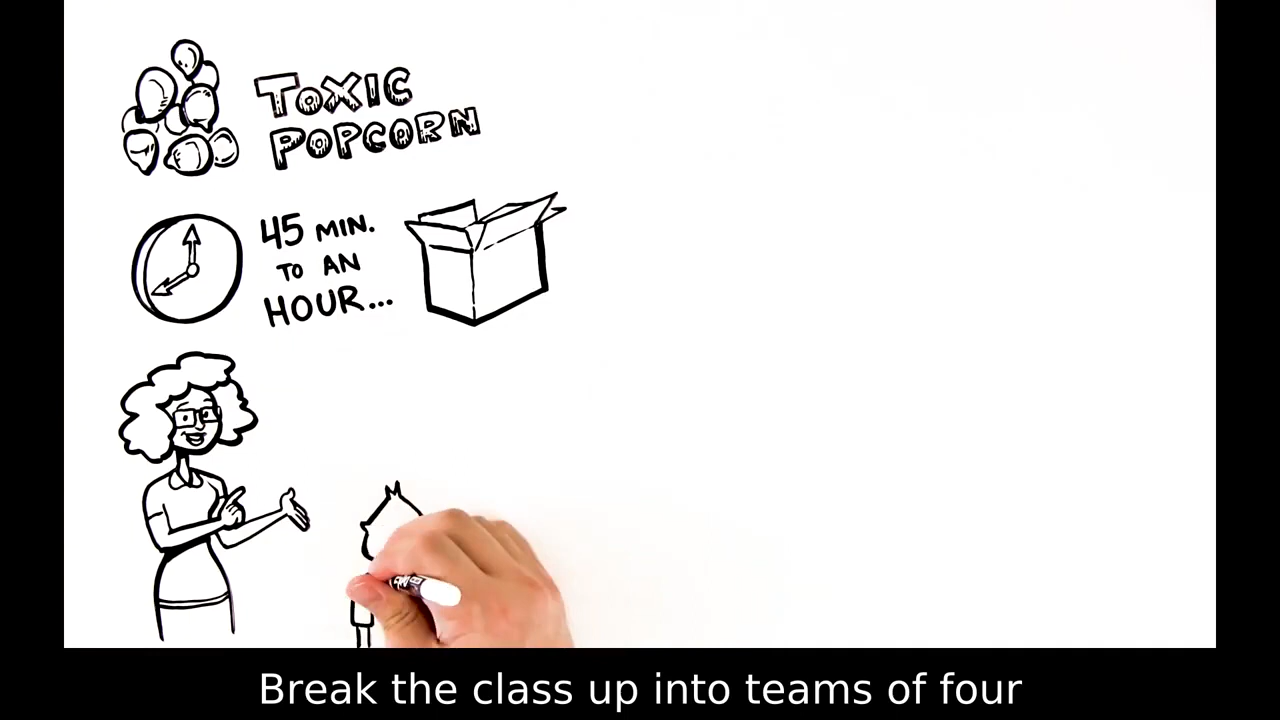 TOXIC
POPCORN
45 MIN.
TO AN
HOUR...
Break the class up into teams of four